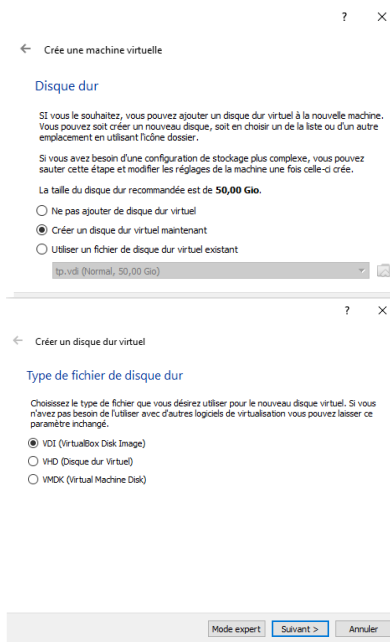 ? ×
← Crée une machine virtuelle
Disque dur
SI vous le souhaitez, vous pouvez ajouter un disque dur virtuel à la nouvelle machine.
Vous pouvez soit créer un nouveau disque, soit en choisir un de la liste ou d'un autre
emplacement en utilisant l'icône dossier.
Si vous avez besoin d'une configuration de stockage plus complexe, vous pouvez
sauter cette étape et modifier les réglages de la machine une fois celle-ci crée.
La taille du disque dur recommandée est de 50,00 Gio.
Ne pas ajouter de disque dur virtuel
Créer un disque dur virtuel maintenant
Utiliser un fichier de disque dur virtuel existant
tp.vdi (Normal, 50,00 Gio)
? ×
← Créer un disque dur virtuel
Type de fichier de disque dur
Choisissez le type de fichier que vous désirez utiliser pour le nouveau disque virtuel. Si vous
n'avez pas besoin de l'utiliser avec d'autres logiciels de virtualisation vous pouvez laisser ce
paramètre inchangé.
VDI (VirtualBox Disk Image)
VHD (Disque dur Virtuel)
VMDK (Virtual Machine Disk)
Mode expert Suivant > Annuler